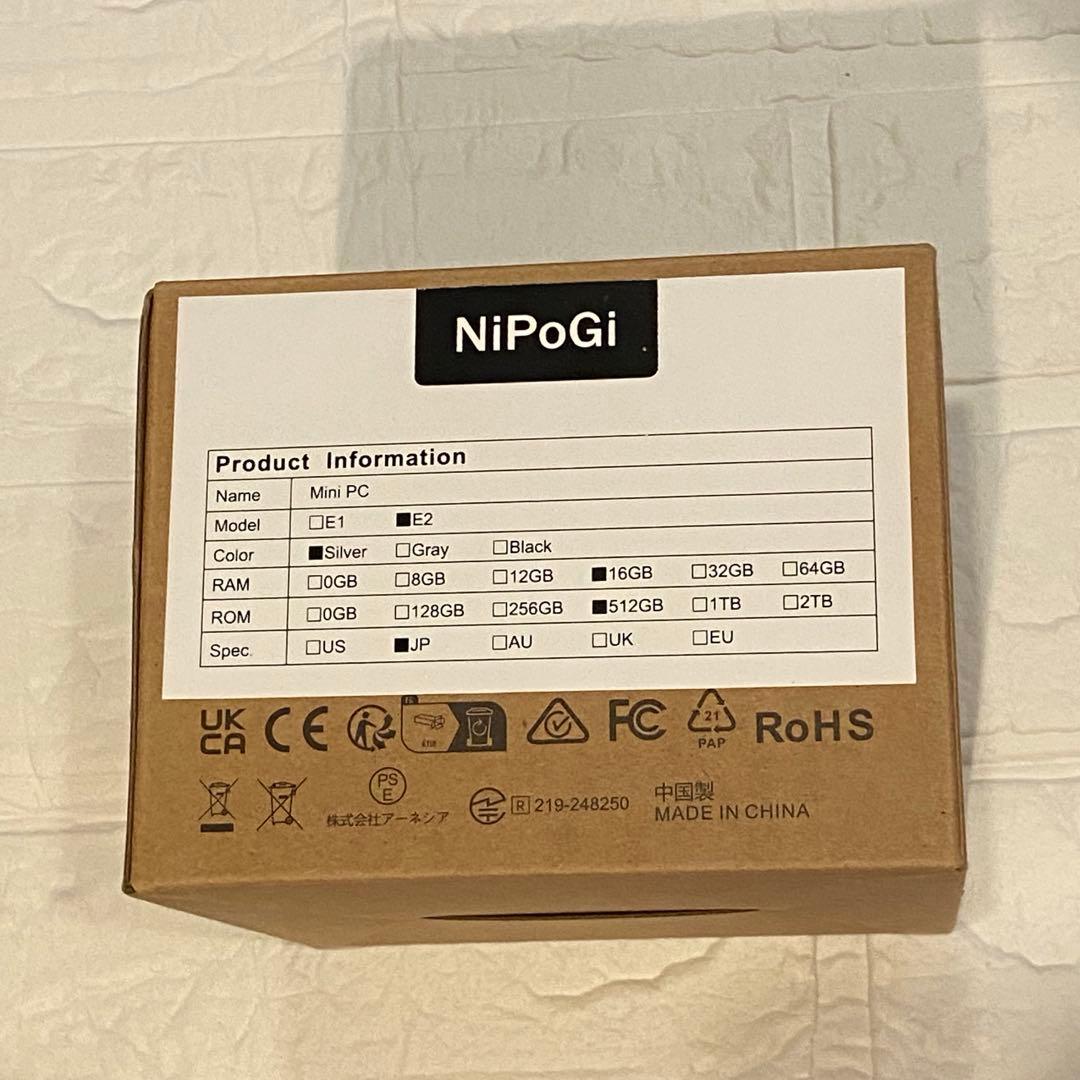 NiPoGi
Product Information
Name Mini PC
Model □E1 ■E2
Color ■Silver □Gray □Black
RAM □0GB □8GB □12GB ■16GB □32GB □64GB
ROM □0GB □128GB □256GB ■512GB □1TB □2TB
Spec. □US ■JP □AU □UK □EU
UK
CA CE FC 21
PAP RoHS
PS
E
株式会社アーネシア
R 219-248250
中国製
MADE IN CHINA